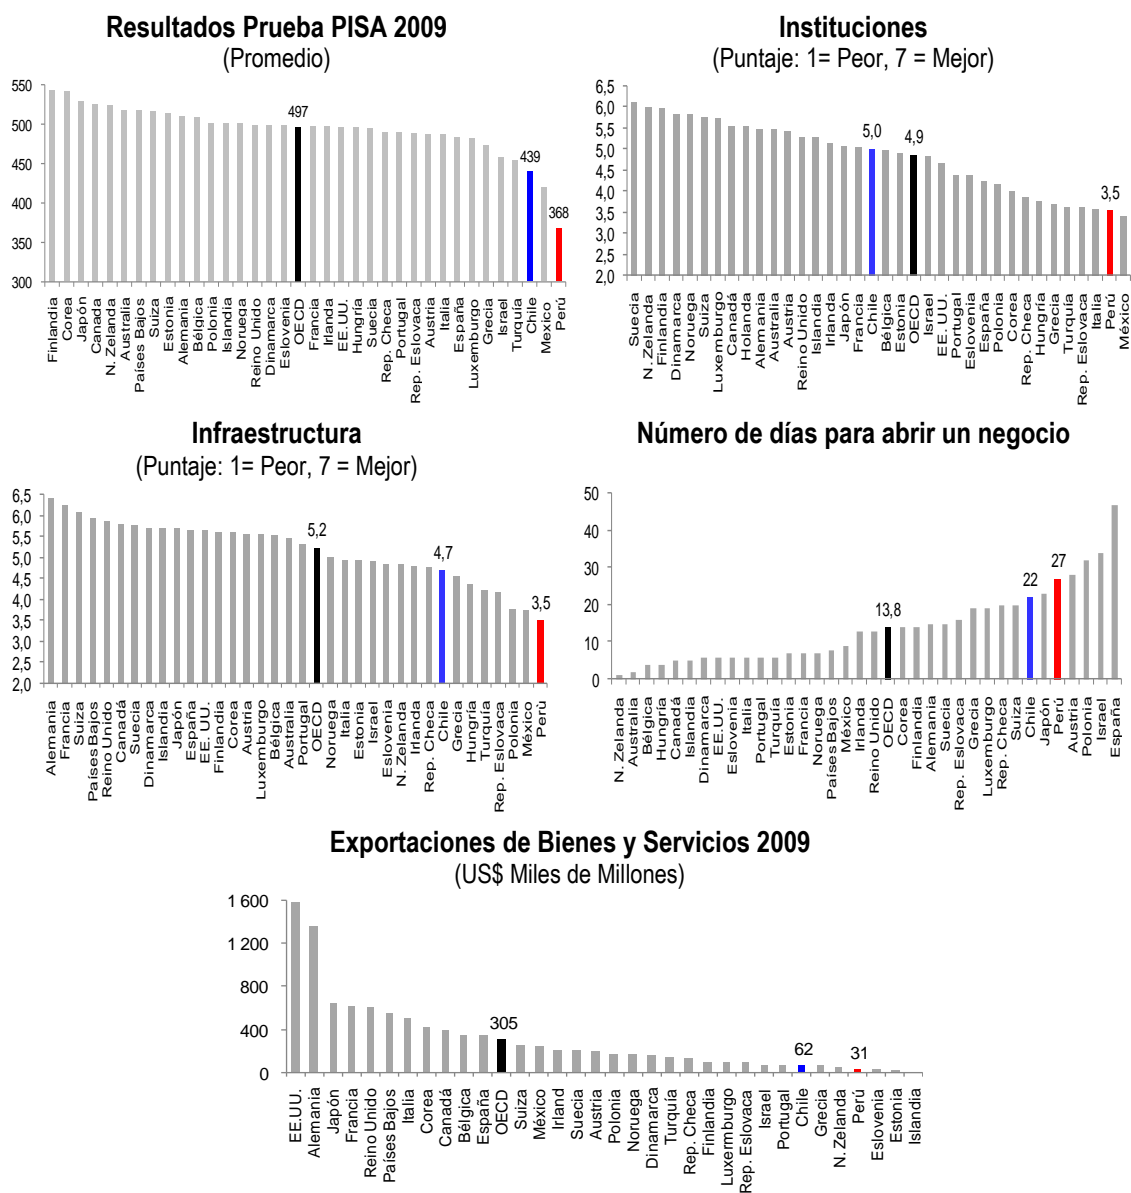 Resultados Prueba PISA 2009
(Promedio)
550
500
450
400
350
300
497
439
368
Finlandia
Corea
Japón
Canada
N. Zelanda
Australia
Países Bajos
Suiza
Estonia
Alemania
Bélgica
Polonia
Islandia
Noruega
Reino Unido
Dinamarca
Eslovenia
OECD
Francia
Irlanda
EE.UU.
Hungría
Suecia
Rep. Checa
Portugal
Rep. Eslovaca
Austria
Italia
España
Luxemburgo
Grecia
Israel
Turquía
Chile
Mexico
Perú
Instituciones
(Puntaje: 1= Peor, 7 = Mejor)
6,5
6,0
5,5
5,0
4,5
4,0
3,5
3,0
2,5
2,0
5,0
4,9
3,5
Suecia
N. Zelanda
Finlandia
Dinamarca
Noruega
Suiza
Luxemburgo
Canadá
Holanda
Alemania
Australia
Austria
Reino Unido
Islandia
Irlanda
Japón
Francia
Chile
Bélgica
Estonia
OECD
Israel
EE. UU.
Portugal
Eslovenia
España
Polonia
Corea
Rep. Checa
Hungría
Grecia
Turquía
Rep. Eslovaca
Italia
Perú
México
Infraestructura
(Puntaje: 1= Peor, 7 = Mejor)
6,5
6,0
5,5
5,0
4,5
4,0
3,5
3,0
2,5
2,0
5,2
4,7
3,5
Alemania
Francia
Suiza
Países Bajos
Reino Unido
Canadá
Suecia
Dinamarca
Islandia
Japón
España
EE. UU.
Finlandia
Corea
Austria
Luxemburgo
Bélgica
Australia
Portugal
OECD
Noruega
Italia
Estonia
Israel
Eslovenia
N. Zelanda
Irlanda
Rep. Checa
Chile
Grecia
Hungría
Turquía
Rep. Eslovaca
Polonia
México
Perú
Número de días para abrir un negocio
50
40
30
20
10
0
13,8
22
27
N. Zelanda
Australia
Bélgica
Hungría
Canadá
Islandia
Dinamarca
EE.UU.
Eslovenia
Italia
Portugal
Turquía
Estonia
Francia
Noruega
Países Bajos
México
Irlanda
Reino Unido
OECD
Corea
Finlandia
Alemania
Suecia
Rep. Eslovaca
Grecia
Luxemburgo
Rep. Checa
Suiza
Chile
Japón
Perú
Austria
Polonia
Israel
España
Exportaciones de Bienes y Servicios 2009
(US$ Miles de Millones)
1 600
1 200
800
400
0
305
62
31
EE.UU.
Alemania
Japón
Francia
Reino Unido
Países Bajos
Italia
Corea
Canadá
Bélgica
España
OECD
Suiza
México
Irland
Suecia
Austria
Polonia
Noruega
Dinamarca
Turquía
Rep. Checa
Finlandia
Luxermburgo
Rep. Eslovaca
Israel
Portugal
Chile
Grecia
N. Zelanda
Perú
Eslovenia
Estonia
Islandia